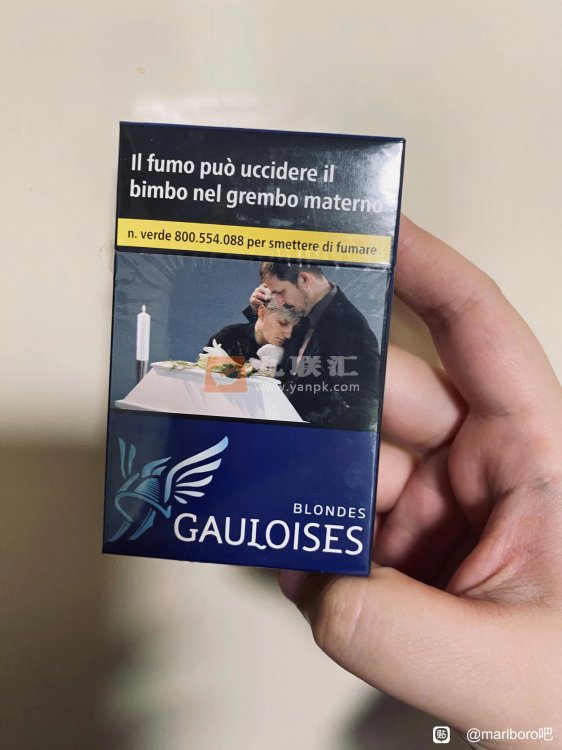 Il fumo può uccidere il
bimbo nel grembo materno
n. verde 800.554.088 per smettere di fumare
联汇
www.yanpk.com
BLONDES
GAULOISES
贴 @marlboro吧